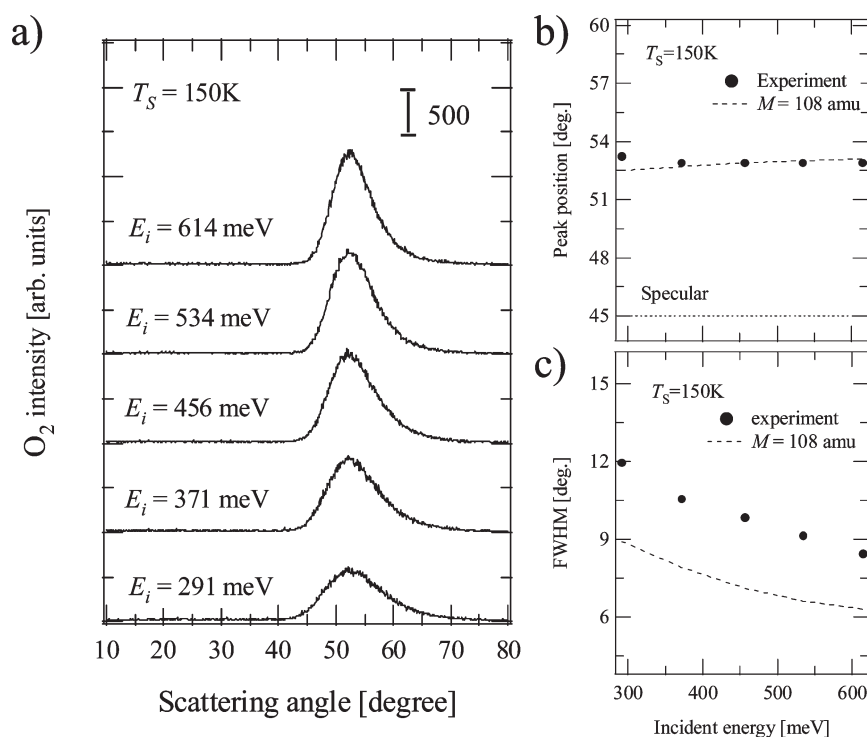 a)
T_S = 150K
500
E_i = 614 meV
E_i = 534 meV
E_i = 456 meV
E_i = 371 meV
E_i = 291 meV
O_2 intensity [arb. units]
10 20 30 40 50 60 70 80
Scattering angle [degree]
b)
60
57
54
51
48
45
Peak position [deg.]
T_S=150K
Experiment
M = 108 amu
Specular
c)
15
12
9
6
FWHM [deg.]
T_S=150K
experiment
M = 108 amu
300 400 500 600
Incident energy [meV]